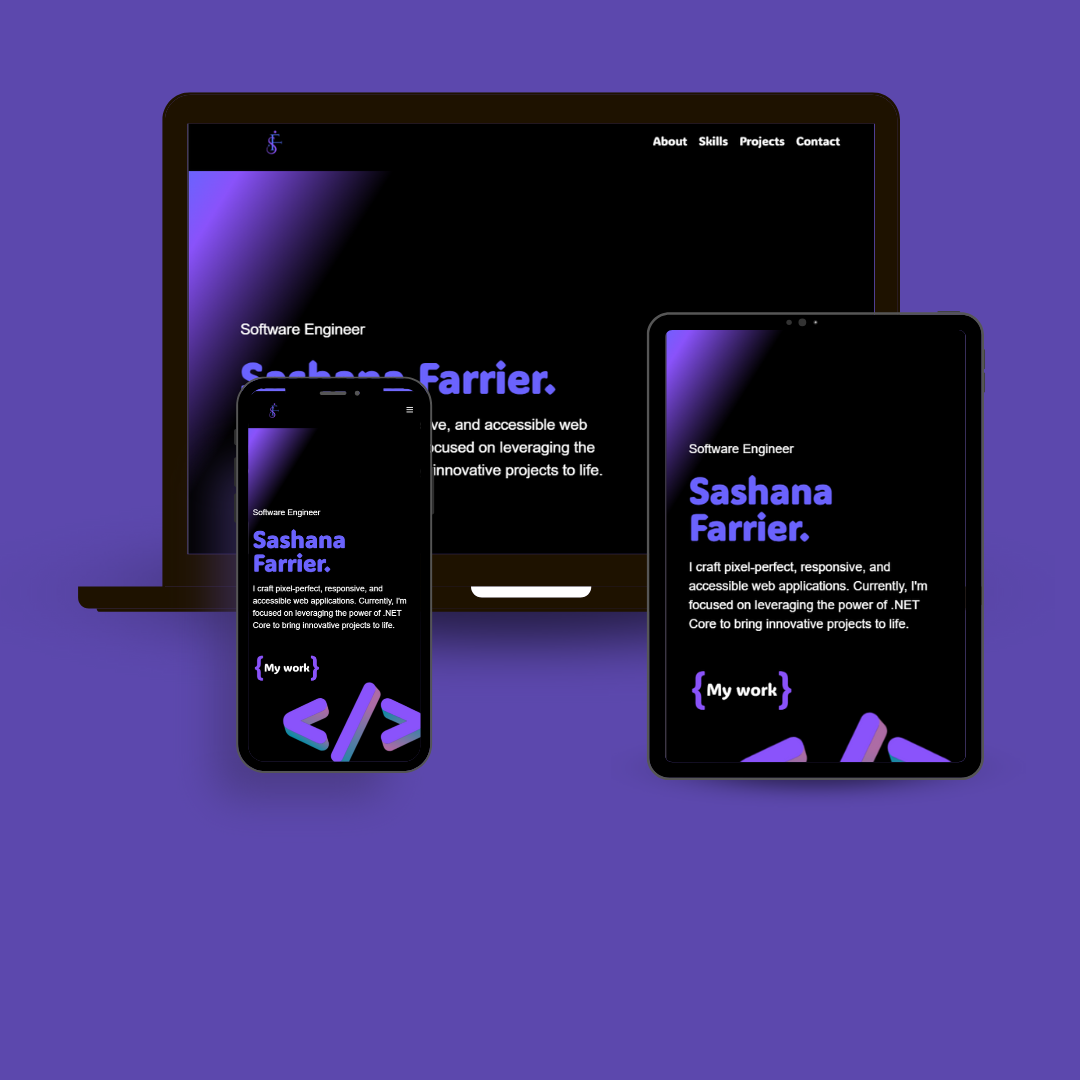 About Skills Projects Contact
Software Engineer
Sashana Farrier.
ve, and accessible web
ocused on leveraging the
innovative projects to life.
Software Engineer
Sashana
Farrier.
I craft pixel-perfect, responsive, and
accessible web applications. Currently, I'm
focused on leveraging the power of .NET
Core to bring innovative projects to life.
{My work}
</>
Software Engineer
Sashana
Farrier.
I craft pixel-perfect, responsive, and
accessible web applications. Currently, I'm
focused on leveraging the power of .NET
Core to bring innovative projects to life.
{My work}